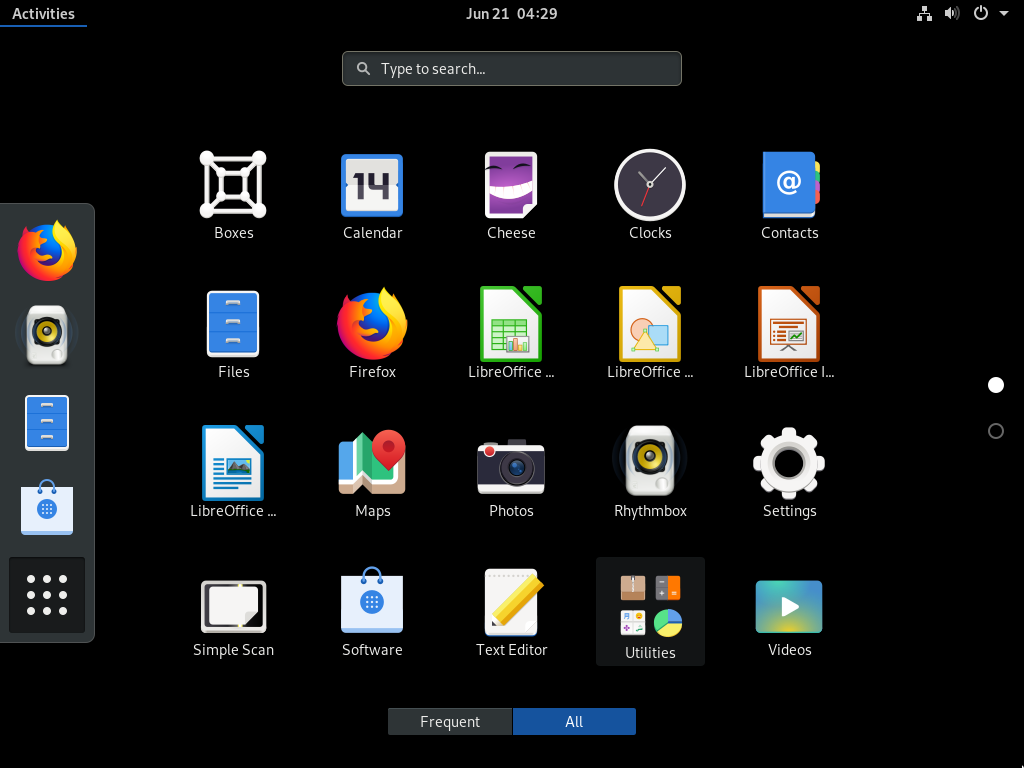 Activities
Jun 21 04:29
Type to search...
Boxes
14
Calendar
Cheese
Clocks
@
Contacts
Files
Firefox
LibreOffice ...
LibreOffice ...
LibreOffice I...
LibreOffice ...
Maps
Photos
Rhythmbox
Settings
Simple Scan
Software
Text Editor
Utilities
Videos
Frequent
All